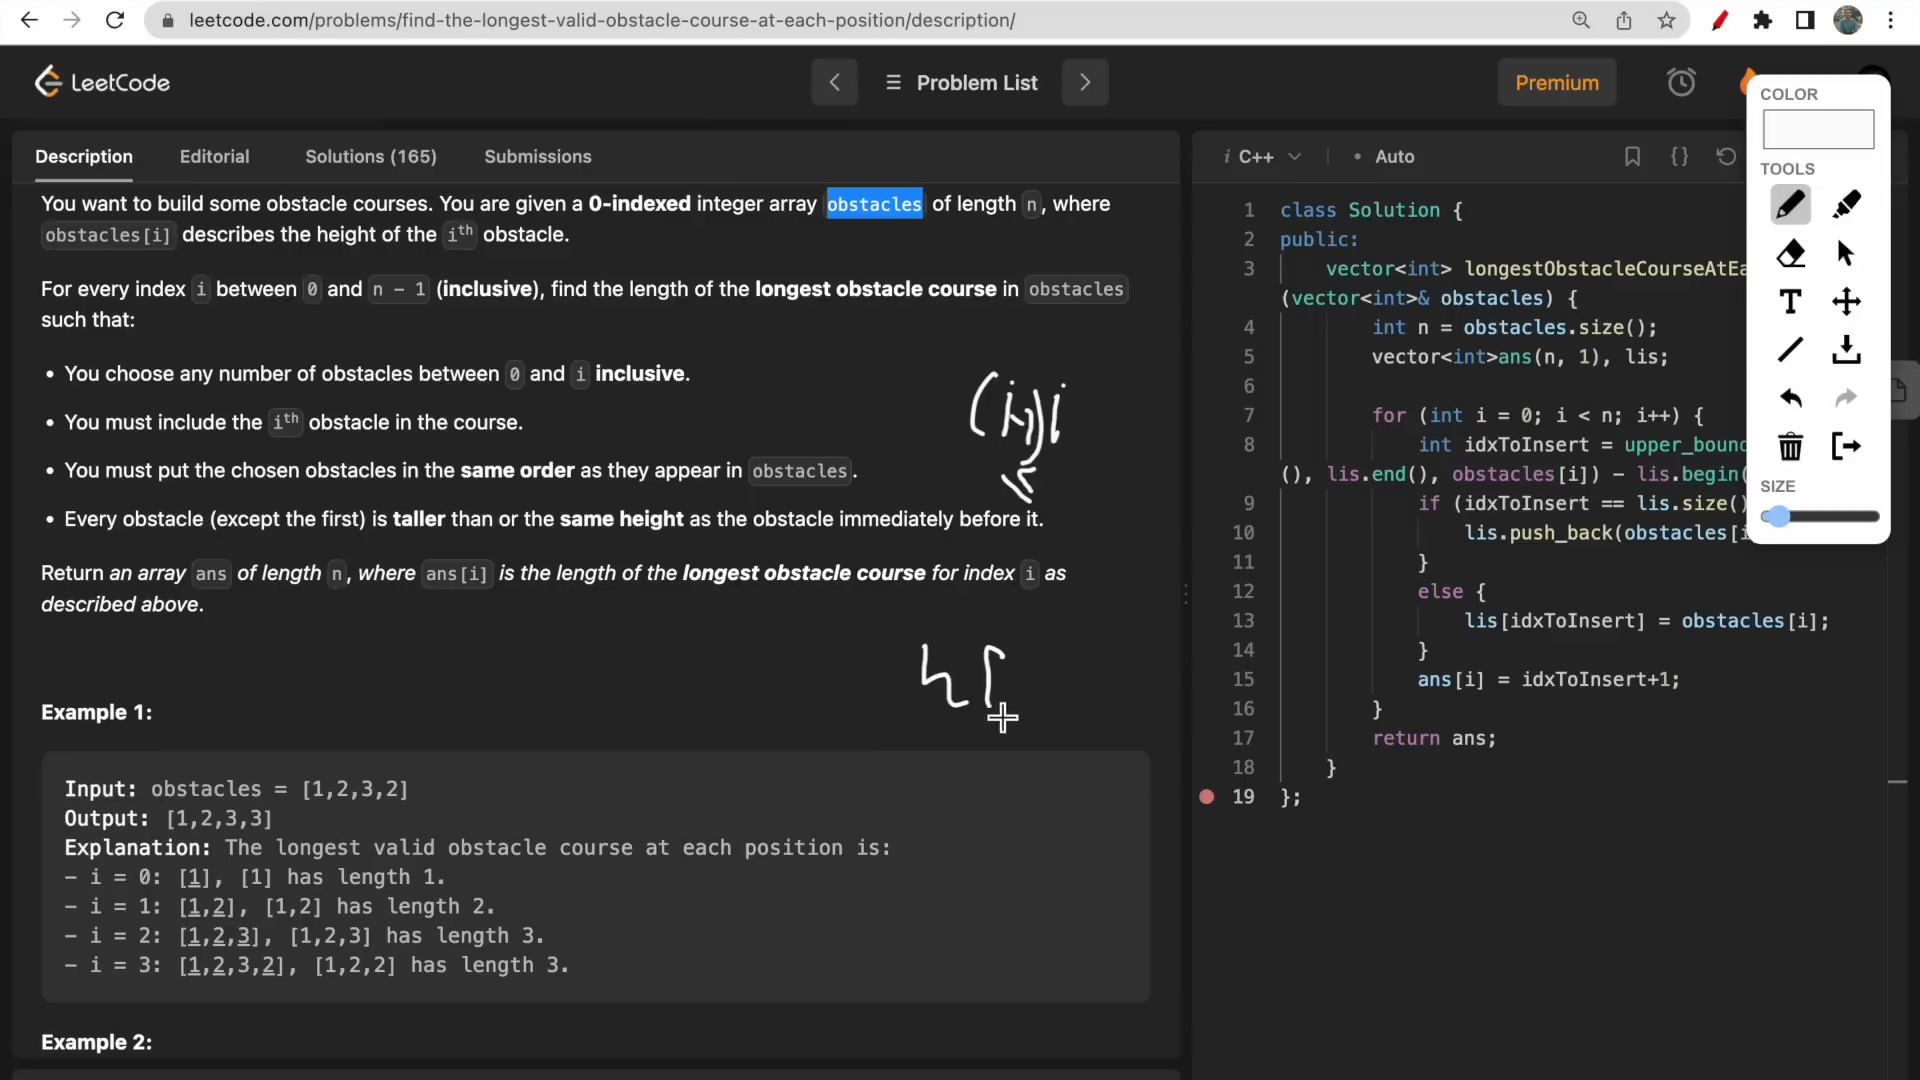 leetcode.com/problems/find-the-longest-valid-obstacle-course-at-each-position/description/
LeetCode
Problem List
Premium
Description Editorial Solutions (165) Submissions
You want to build some obstacle courses. You are given a 0-indexed integer array obstacles of length n, where
obstacles[i] describes the height of the ith obstacle.
For every index i between 0 and n - 1 (inclusive), find the length of the longest obstacle course in obstacles
such that:
• You choose any number of obstacles between 0 and i inclusive.
• You must include the ith obstacle in the course.
• You must put the chosen obstacles in the same order as they appear in obstacles.
• Every obstacle (except the first) is taller than or the same height as the obstacle immediately before it.
Return an array ans of length n, where ans[i] is the length of the longest obstacle course for index i as
described above.
Example 1:
Input: obstacles = [1,2,3,2]
Output: [1,2,3,3]
Explanation: The longest valid obstacle course at each position is:
- i = 0: [1], [1] has length 1.
- i = 1: [1,2], [1,2] has length 2.
- i = 2: [1,2,3], [1,2,3] has length 3.
- i = 3: [1,2,3,2], [1,2,2] has length 3.
Example 2:
i C++ • Auto {}
1 class Solution {
2 public:
3 vector<int> longestObstacleCourseAtEa
(vector<int>& obstacles) {
4 int n = obstacles.size();
5 vector<int>ans(n, 1), lis;
6
7 for (int i = 0; i < n; i++) {
8 int idxToInsert = upper_bound
(), lis.end(), obstacles[i]) - lis.begin(
9 if (idxToInsert == lis.size()
10 lis.push_back(obstacles[i
11 }
12 else {
13 lis[idxToInsert] = obstacles[i];
14 }
15 ans[i] = idxToInsert+1;
16 }
17 return ans;
18 }
19 };
COLOR
TOOLS
T
SIZE